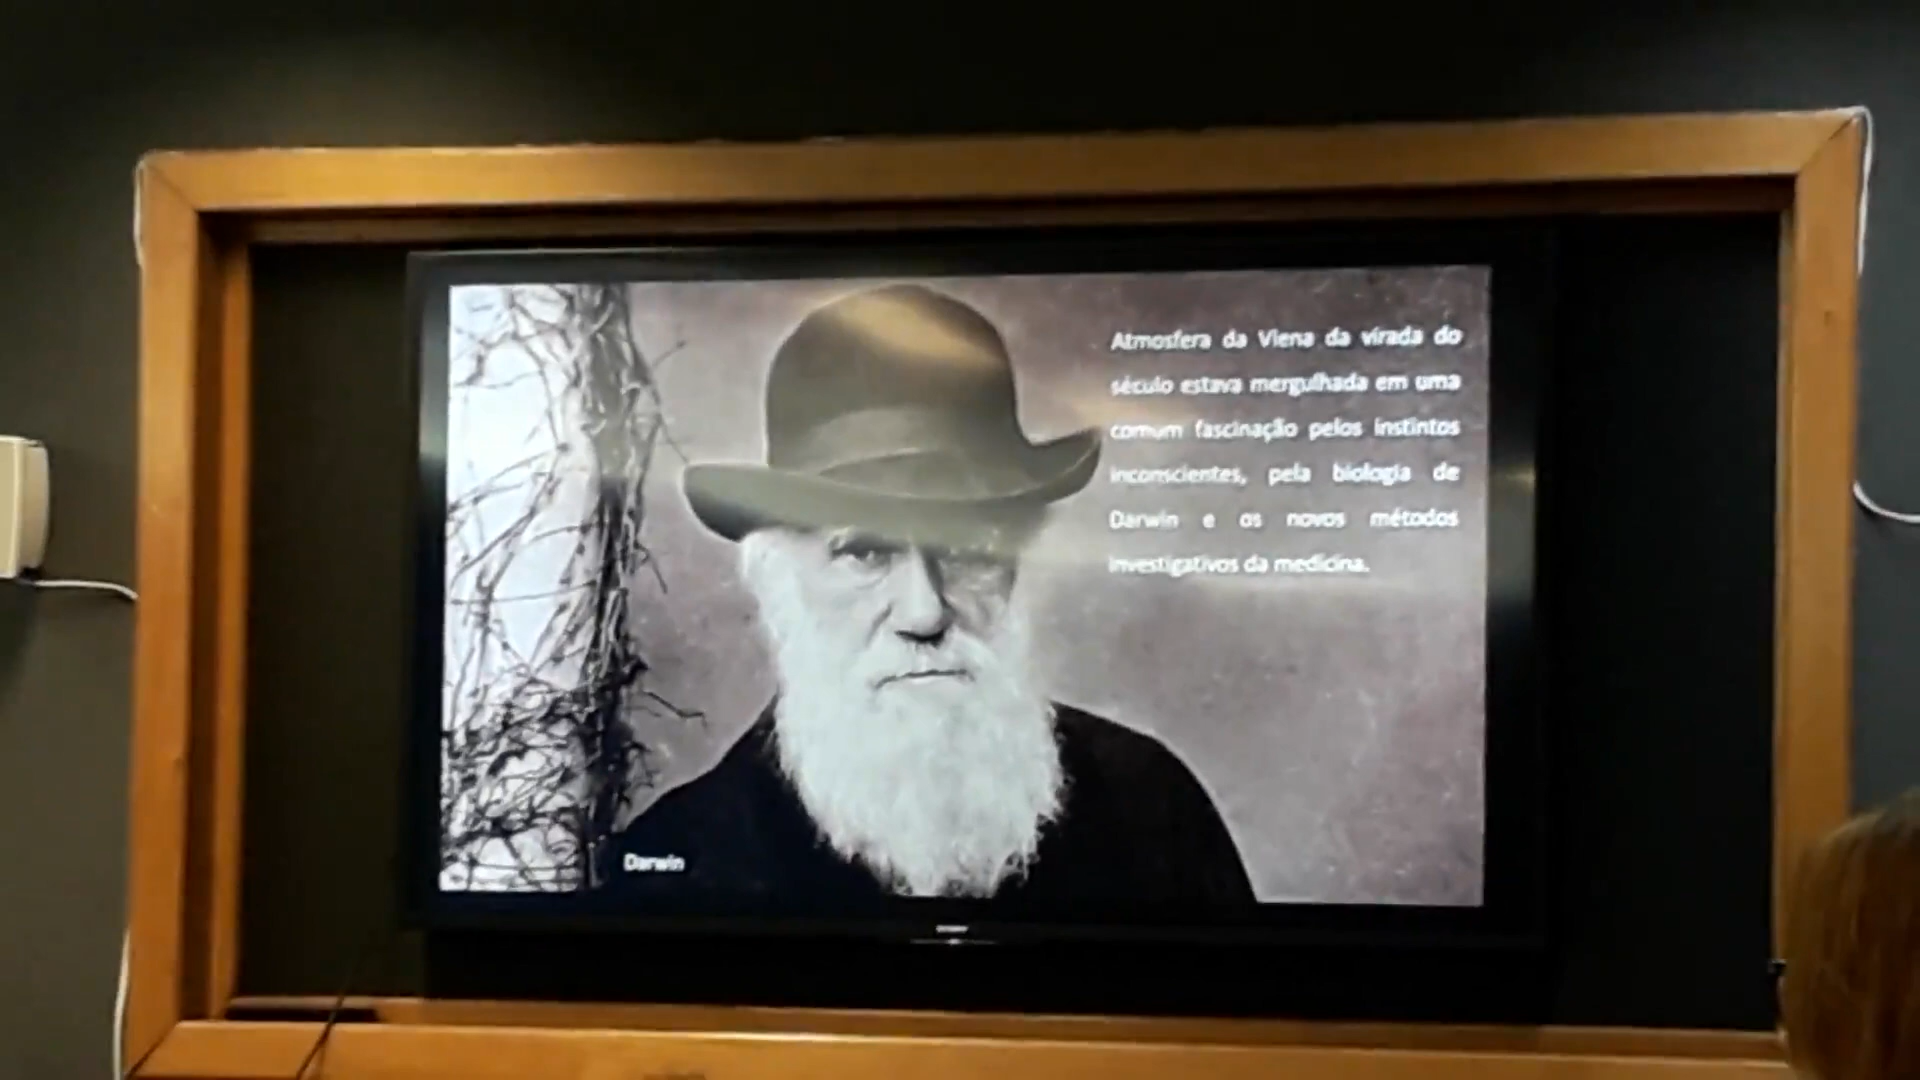 Atmosfera da Viena da virada do
século estava mergulhada em uma
comum fascinação pelos instintos
inconscientes, pela biologia de
Darwin e os novos métodos
investigativos da medicina.
Darwin